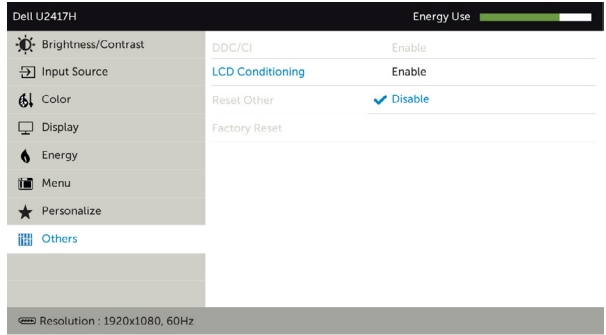 Dell U2417H Energy Use
Brightness/Contrast DDC/CI Enable
Input Source LCD Conditioning Enable
Color Reset Other Disable
Display Factory Reset
Energy
Menu
Personalize
Others
Resolution : 1920x1080, 60Hz